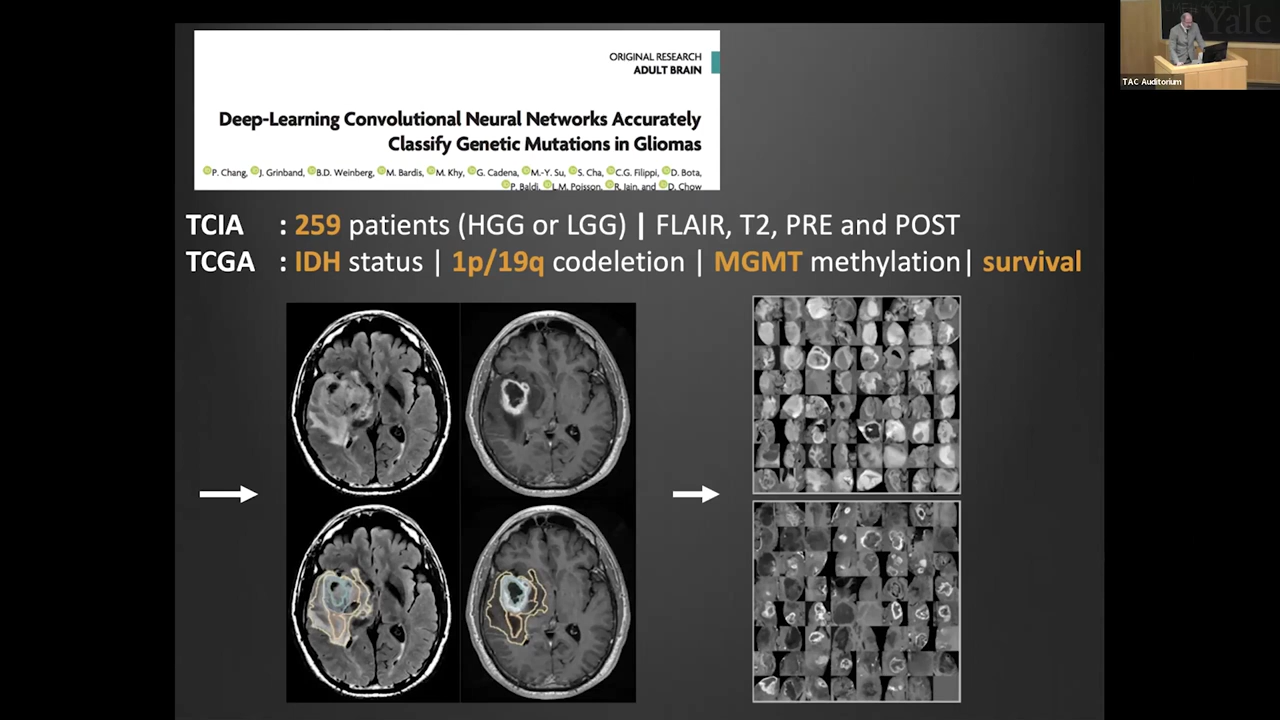 ORIGINAL RESEARCH
ADULT BRAIN
Deep-Learning Convolutional Neural Networks Accurately
Classify Genetic Mutations in Gliomas
P. Chang, J. Grinband, B.D. Weinberg, M. Bardis, M. Khy, G. Cadena, M.-Y. Su, S. Cha, C.G. Filippi, D. Bota,
P. Baldi, L.M. Poisson, R. Jain, and D. Chow
TCIA : 259 patients (HGG or LGG) | FLAIR, T2, PRE and POST
TCGA : IDH status | 1p/19q codeletion | MGMT methylation| survival
Yale
TAC Auditorium